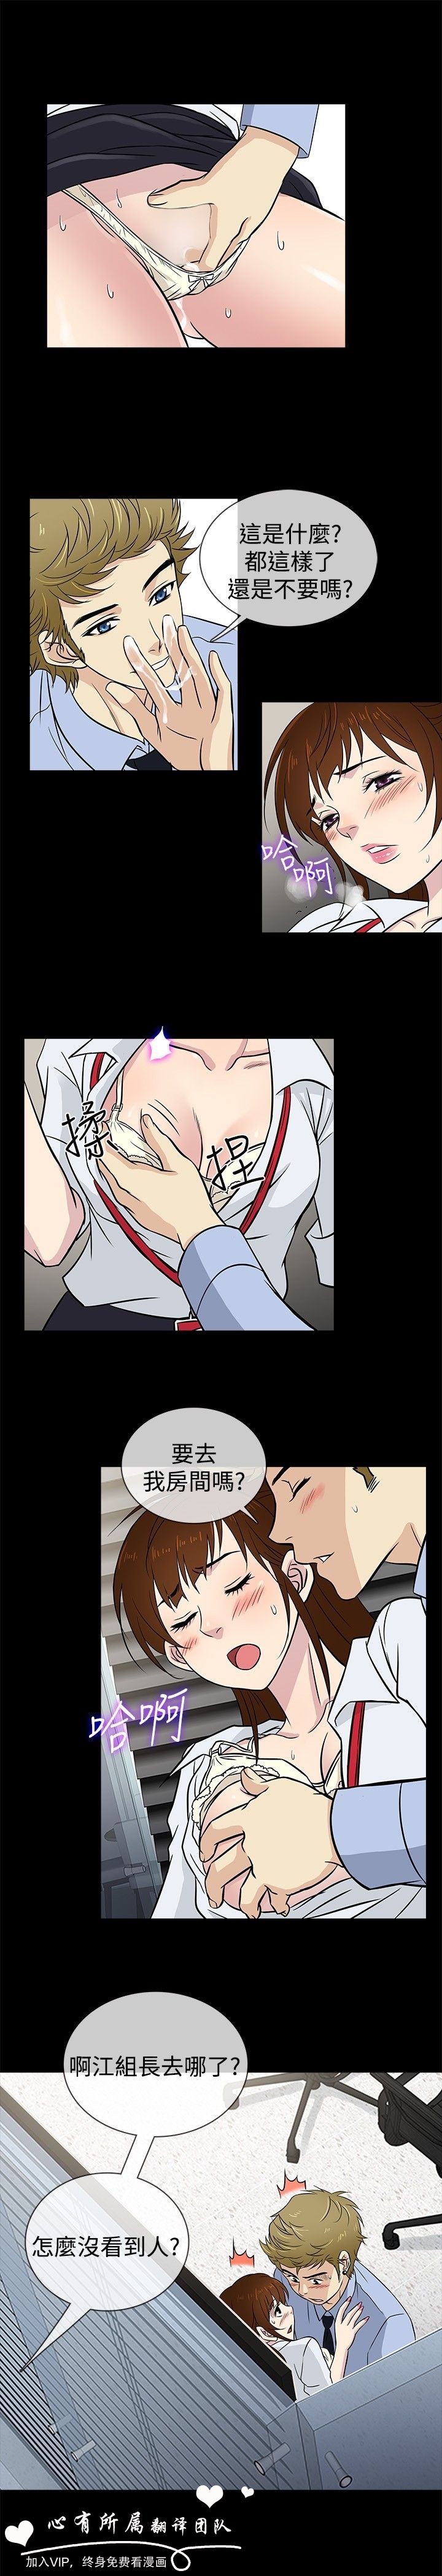 這是什麼?
都這樣了
還是不要嗎?
哈
啊
揉
捏
要去
我房間嗎?
哈啊
啊江組長去哪了?
怎麼沒看到人?
心有所属翻译团队
加入VIP，终身免费看漫画